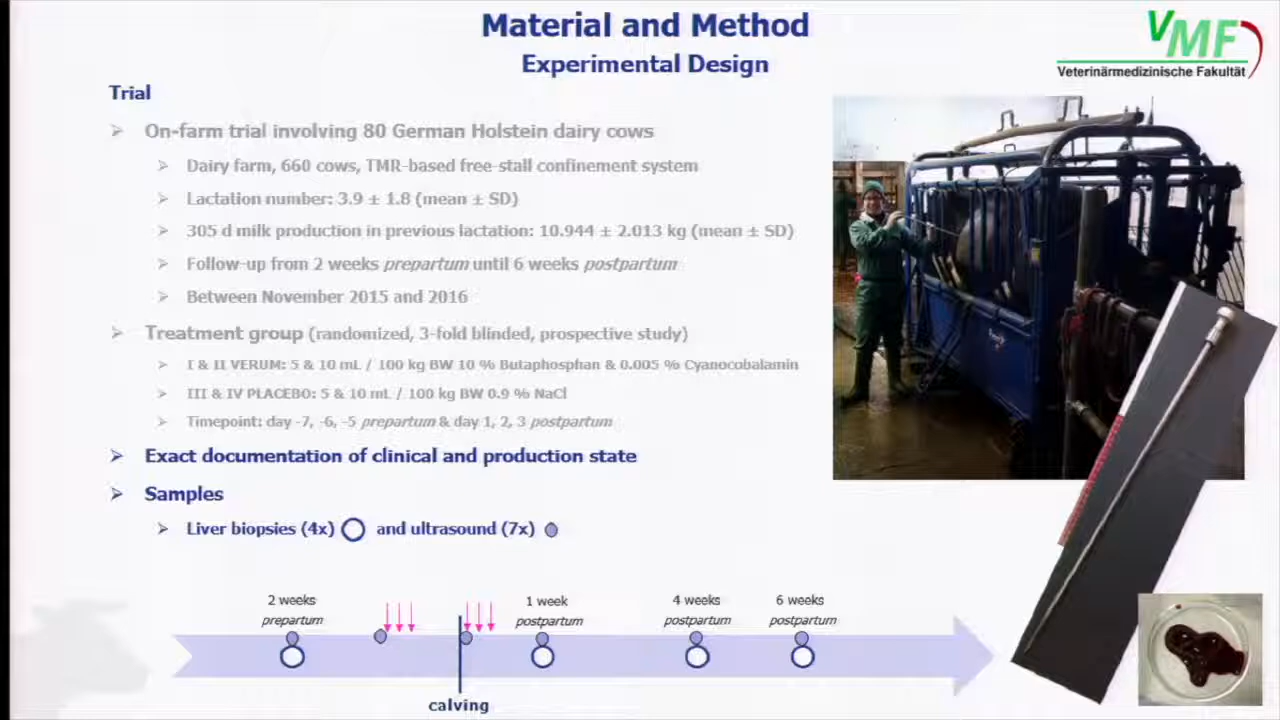 Material and Method
Experimental Design
VMF
Veterinärmedizinische Fakultät
Trial
On-farm trial involving 80 German Holstein dairy cows
Dairy farm, 660 cows, TMR-based free-stall confinement system
Lactation number: 3.9 ± 1.8 (mean ± SD)
305 d milk production in previous lactation: 10.944 ± 2.013 kg (mean ± SD)
Follow-up from 2 weeks prepartum until 6 weeks postpartum
Between November 2015 and 2016
Treatment group (randomized, 3-fold blinded, prospective study)
I & II VERUM: 5 & 10 mL / 100 kg BW 10 % Butaphosphan & 0.005 % Cyanocobalamin
III & IV PLACEBO: 5 & 10 mL / 100 kg BW 0.9 % NaCl
Timepoint: day -7, -6, -5 prepartum & day 1, 2, 3 postpartum
Exact documentation of clinical and production state
Samples
Liver biopsies (4x) and ultrasound (7x)
2 weeks prepartum
1 week postpartum
4 weeks postpartum
6 weeks postpartum
calving